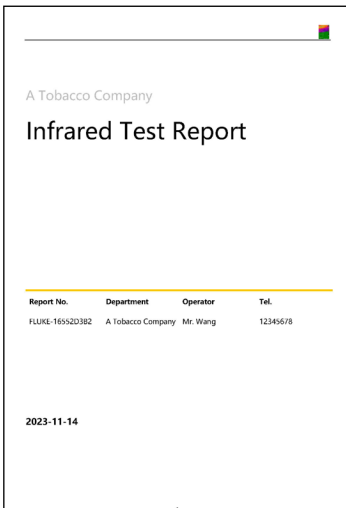 A Tobacco Company
Infrared Test Report
Report No. Department Operator Tel.
FLUKE-16552D382 A Tobacco Company Mr. Wang 12345678
2023-11-14